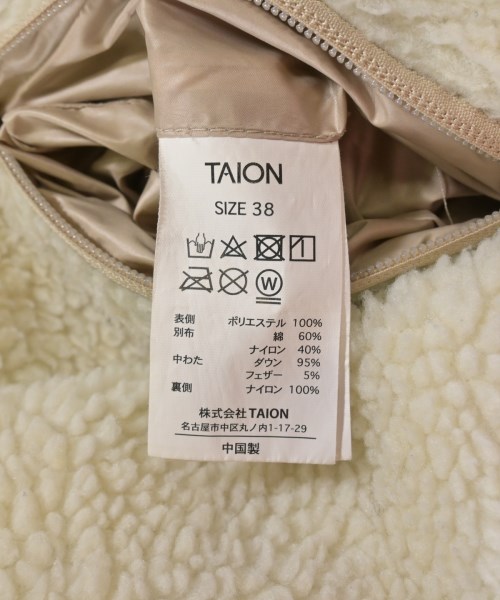 TAION
SIZE 38
W
表側 ポリエステル 100%
別布 綿 60%
ナイロン 40%
中わた ダウン 95%
フェザー 5%
裏側 ナイロン 100%
株式会社 TAION
名古屋市中区丸ノ内1-17-29
中国製